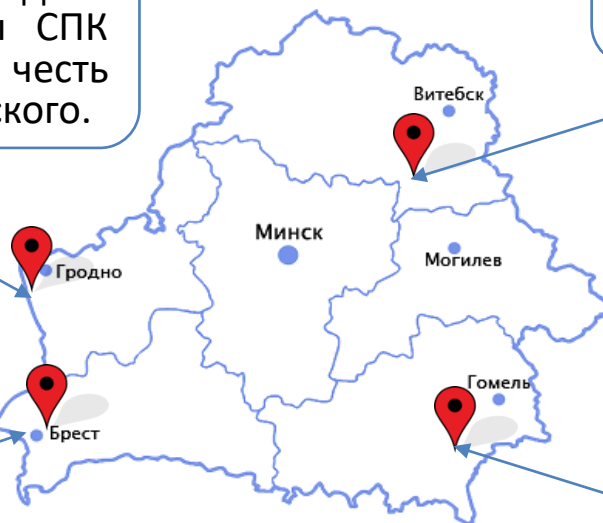 СПК
честь
ского.
Витебск
Минск
Могилев
Гродно
Гомель
Брест